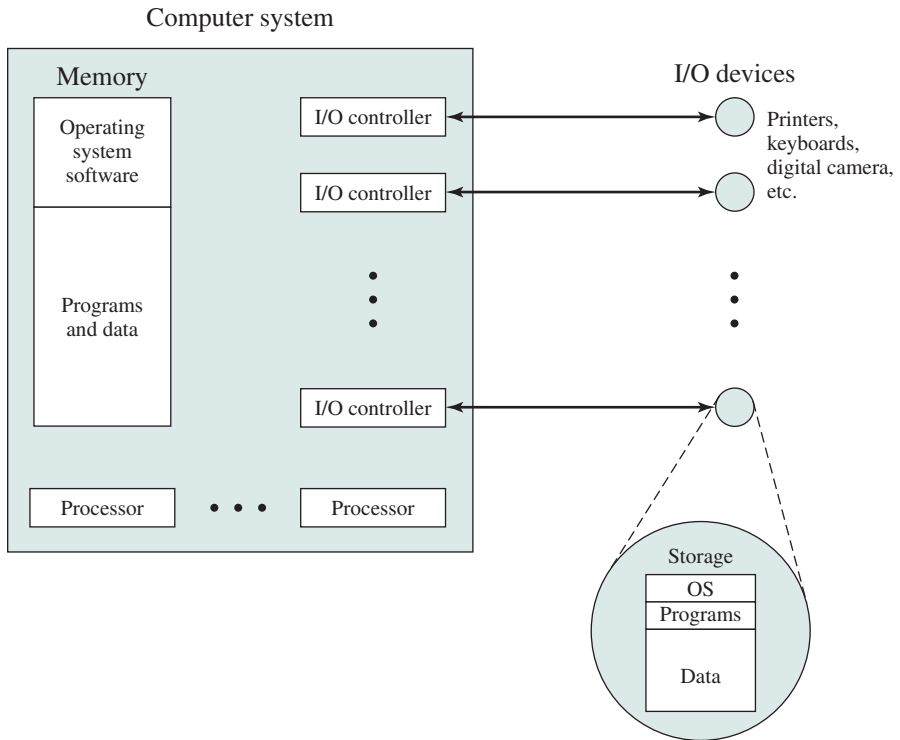 Computer system
Memory
Operating
system
software
Programs
and data
I/O controller
I/O controller
I/O controller
Processor
Processor
I/O devices
Printers,
keyboards,
digital camera,
etc.
Storage
OS
Programs
Data